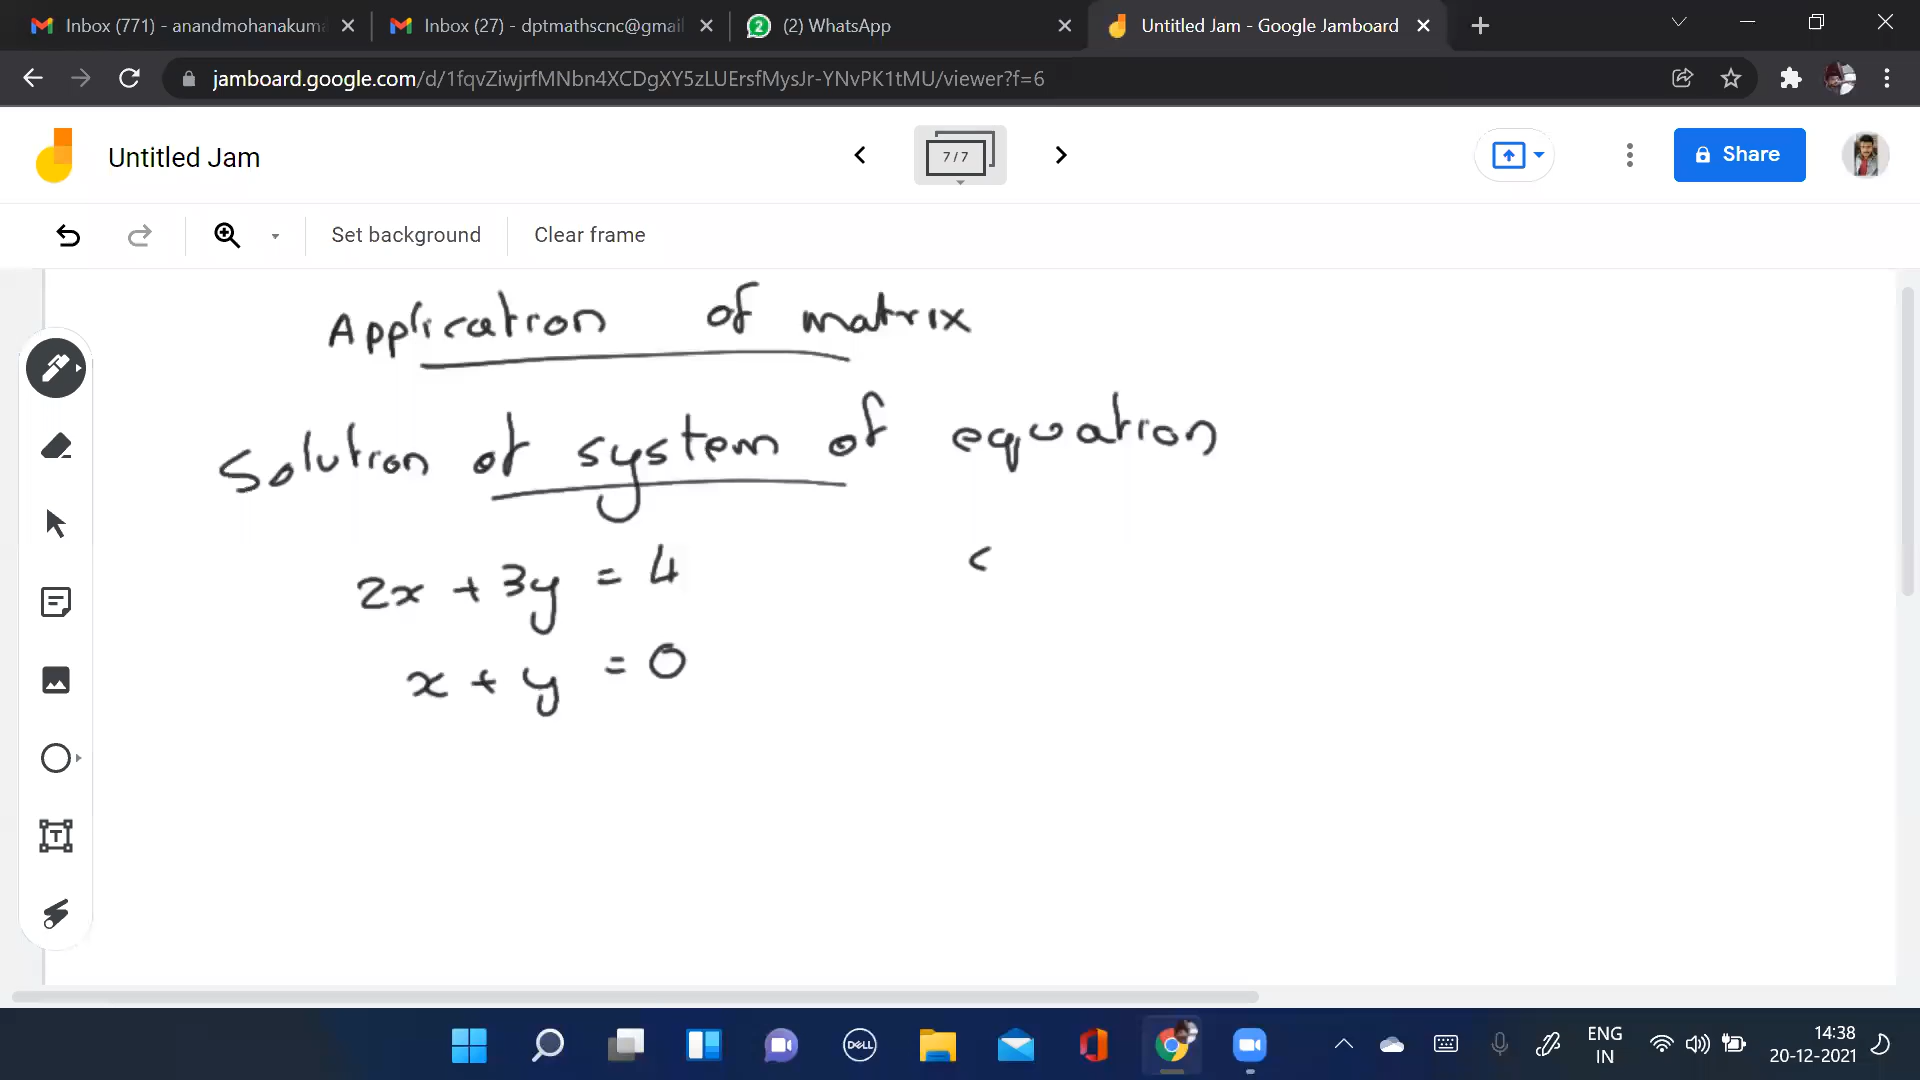 Inbox (771) - anandmohanakuma
Inbox (27) - dptmathscnc@gmail
2 (2) WhatsApp
Untitled Jam - Google Jamboard
jamboard.google.com/d/1fqvZiwjrfMNbn4XCDgXY5zLUErsfMysJr-YNvPK1tMU/viewer?f=6
Untitled Jam
7/7
Share
Set background
Clear frame
Application of matrix
Solution of system of equation
2x + 3y = 4
x + y = 0
T
DELL
ENG
IN
14:38
20-12-2021